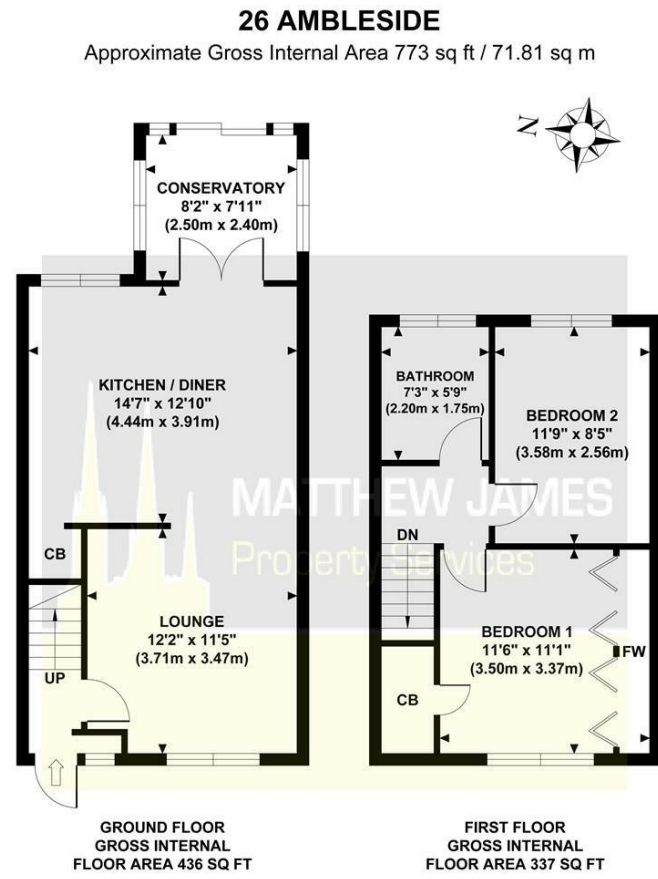 26 AMBLESIDE
Approximate Gross Internal Area 773 sq ft / 71.81 sq m
N
CONSERVATORY
8'2" x 7'11"
(2.50m x 2.40m)
KITCHEN / DINER
14'7" x 12'10"
(4.44m x 3.91m)
CB
LOUNGE
12'2" x 11'5"
(3.71m x 3.47m)
UP
BATHROOM
7'3" x 5'9"
(2.20m x 1.75m)
BEDROOM 2
11'9" x 8'5"
(3.58m x 2.56m)
MATTHEW JAMES
Property Services
DN
BEDROOM 1
11'6" x 11'1"
(3.50m x 3.37m)
FW
CB
GROUND FLOOR
GROSS INTERNAL
FLOOR AREA 436 SQ FT
FIRST FLOOR
GROSS INTERNAL
FLOOR AREA 337 SQ FT